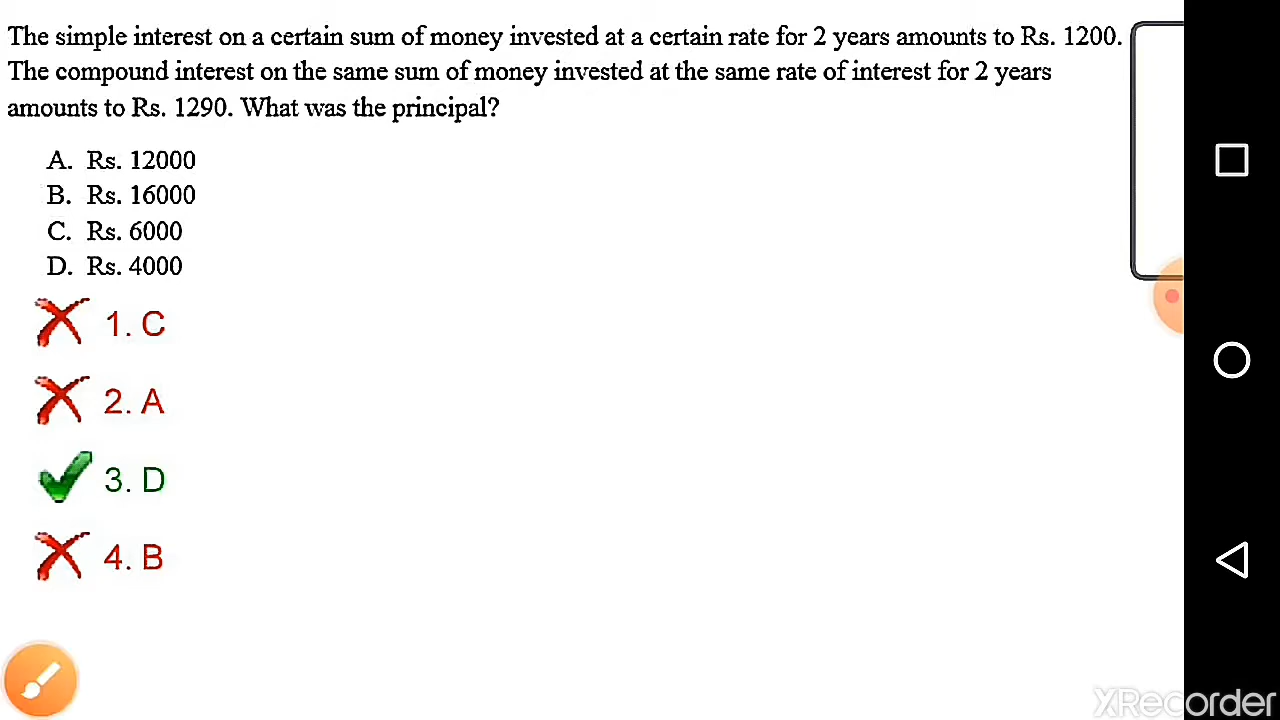 The simple interest on a certain sum of money invested at a certain rate for 2 years amounts to Rs. 1200.
The compound interest on the same sum of money invested at the same rate of interest for 2 years
amounts to Rs. 1290. What was the principal?
A. Rs. 12000
B. Rs. 16000
C. Rs. 6000
D. Rs. 4000
1. C
2. A
3. D
4. B
XRecorder